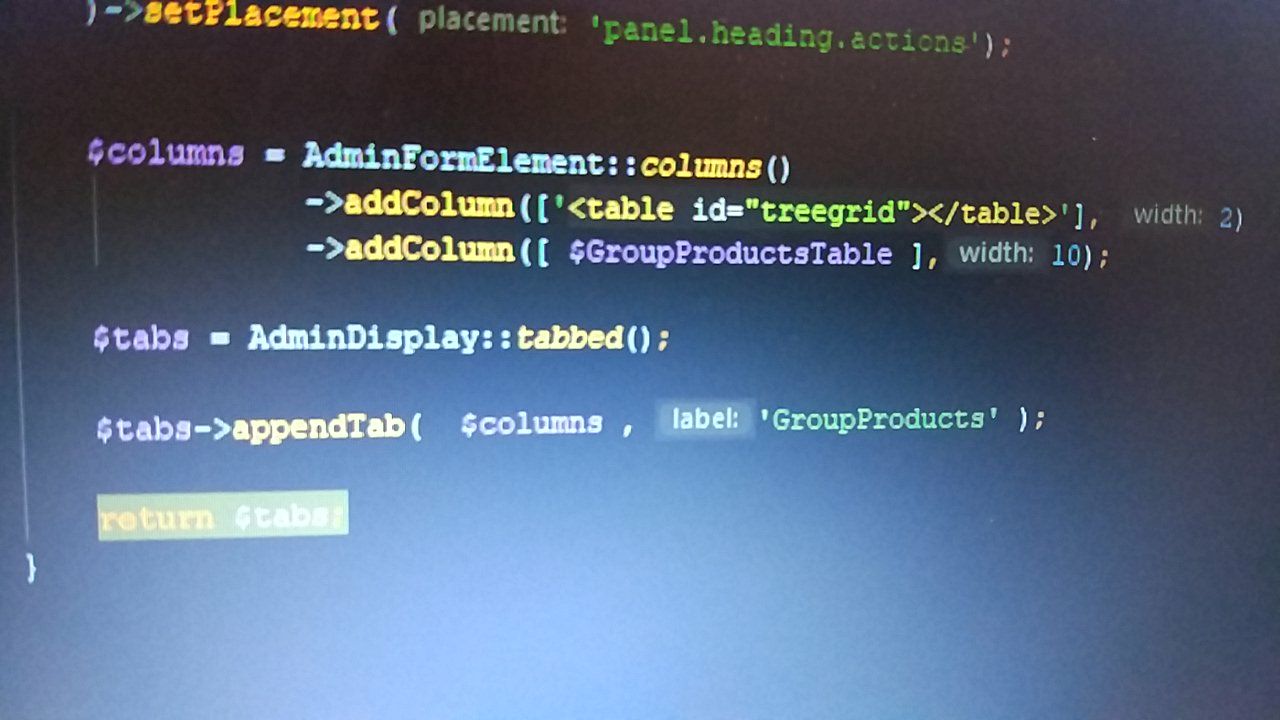 )->setPlacement( placement: 'panel.heading.actions');
$columns = AdminFormElement::columns()
->addColumn(['<table id="treegrid"></table>'], width: 2)
->addColumn([ $GroupProductsTable ], width: 10);
$tabs = AdminDisplay::tabbed();
$tabs->appendTab( $columns , label: 'GroupProducts' );
return $tabs;
}